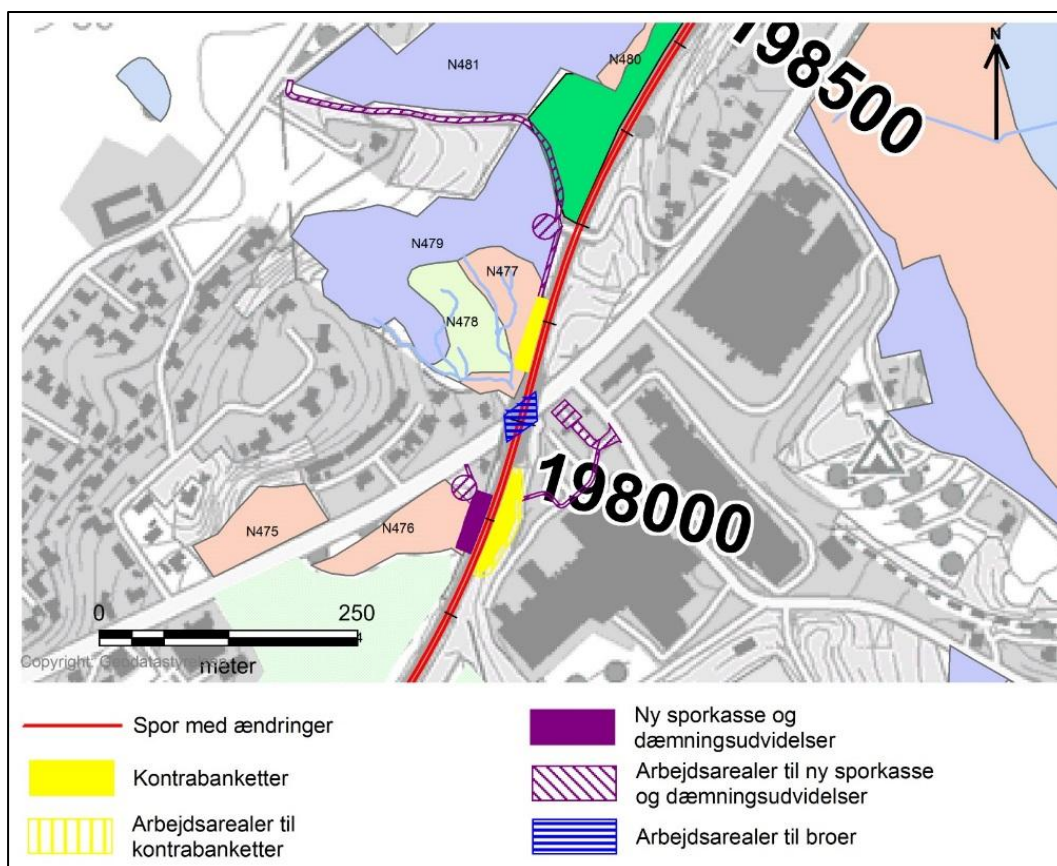 N
198500
N480
N481
N479
N477
N478
198000
N475
N476
0 250
meter
Legend
Spor med ændringer
Kontrabanketter
Arbejdsarealer til
kontrabanketter
Ny sporkasse og
dæmningsudvidelser
Arbejdsarealer til ny sporkasse
og dæmningsudvidelser
Arbejdsarealer til broer